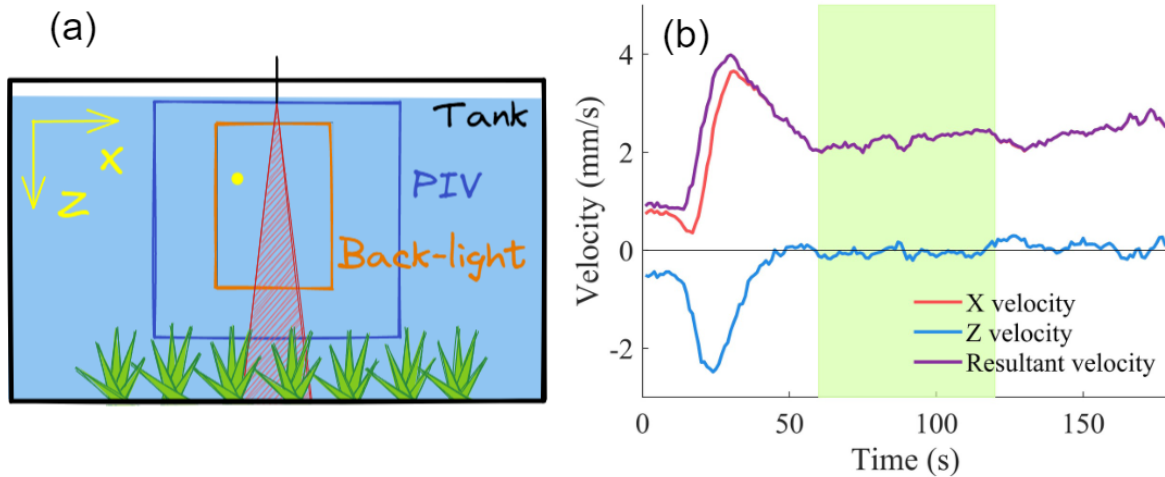 (a)
Tank
X
Z
PIV
Back-light
(b)
Velocity (mm/s)
4
2
0
-2
X velocity
Z velocity
Resultant velocity
0
50
100
150
Time (s)